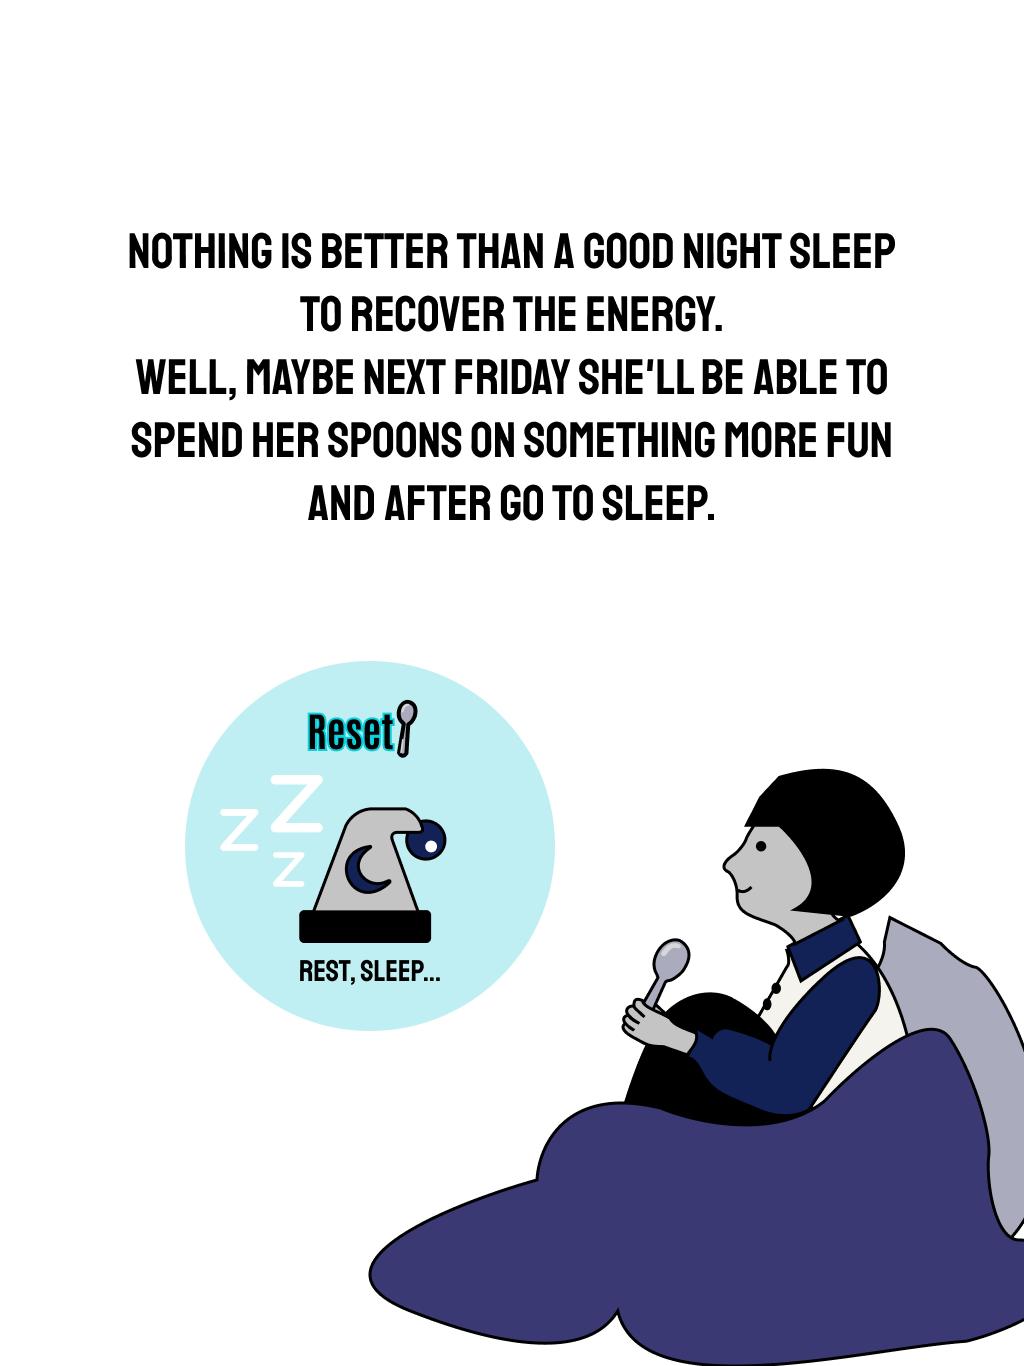 NOTHING IS BETTER THAN A GOOD NIGHT SLEEP
TO RECOVER THE ENERGY.
WELL, MAYBE NEXT FRIDAY SHE'LL BE ABLE TO
SPEND HER SPOONS ON SOMETHING MORE FUN
AND AFTER GO TO SLEEP.
Reset
Z
Z
Z
REST, SLEEP...